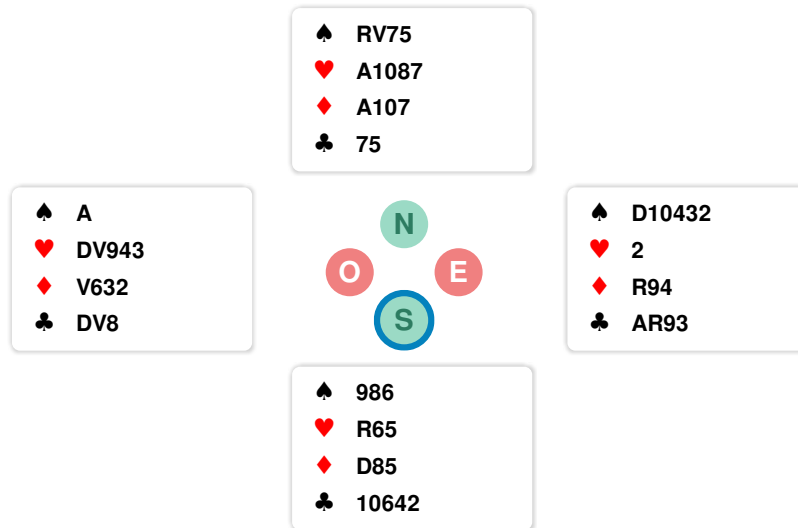 ♠ RV75
♥ A1087
♦ A107
♣ 75
♠ A
♥ DV943
♦ V632
♣ DV8
N
O E
S
♠ D10432
♥ 2
♦ R94
♣ AR93
♠ 986
♥ R65
♦ D85
♣ 10642